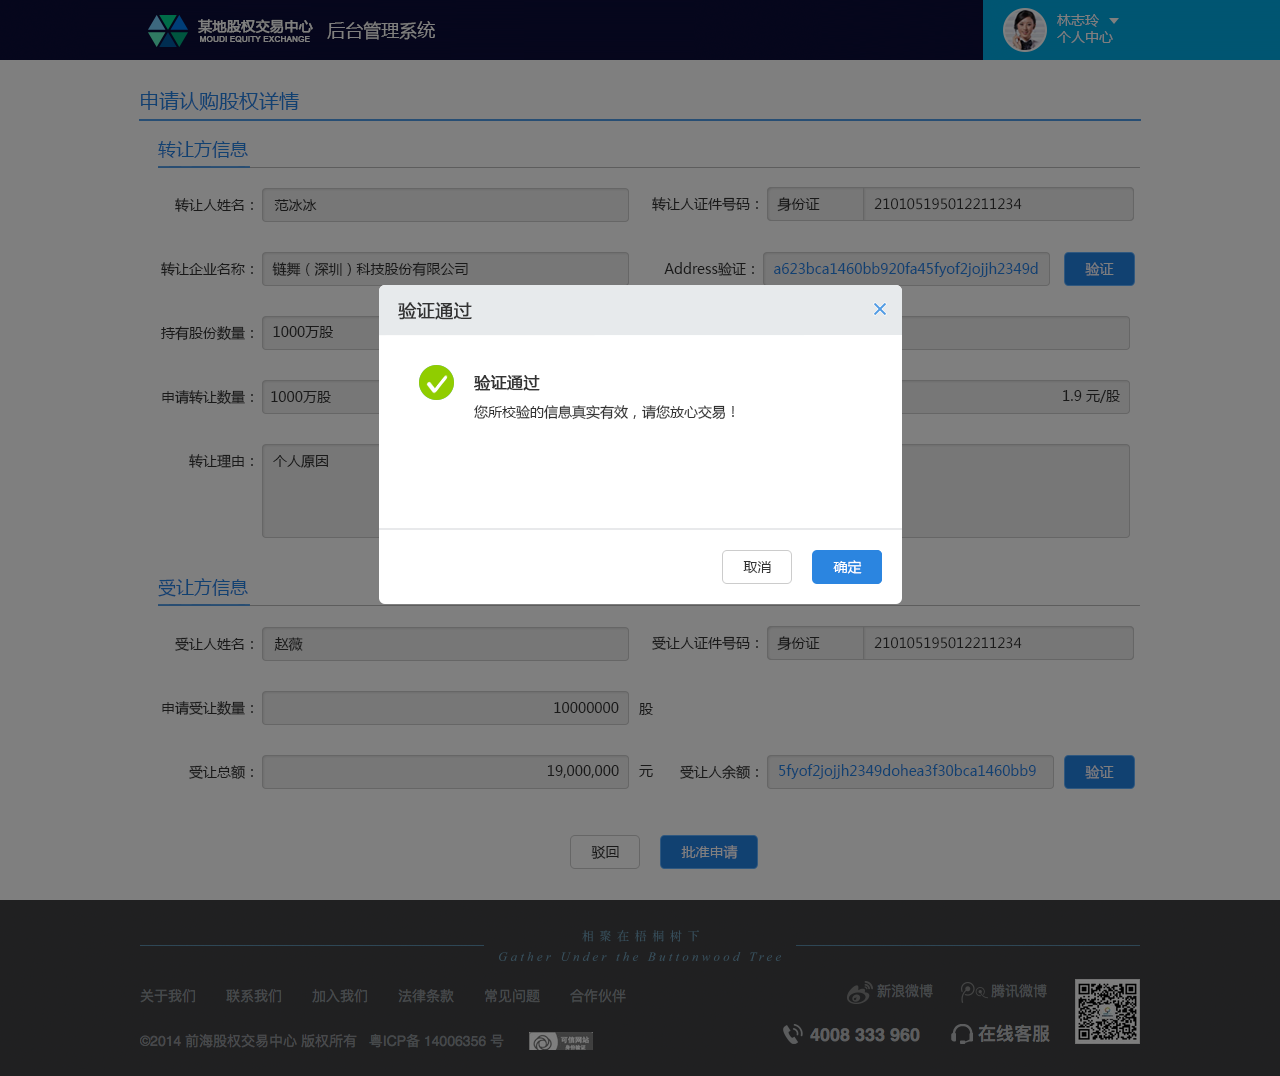 某地股权交易中心
MOUDI EQUITY EXCHANGE
后台管理系统
林志玲
个人中心
申请认购股权详情
转让方信息
转让人姓名： 范冰冰 转让人证件号码： 身份证 210105195012211234
转让企业名称： 链舞（深圳）科技股份有限公司 Address验证： a623bca1460bb920fa45fyof2jojjh2349d 验证
持有股份数量： 1000万股
申请转让数量： 1000万股 1.9 元/股
转让理由： 个人原因
验证通过
验证通过
您所校验的信息真实有效，请您放心交易！
取消 确定
受让方信息
受让人姓名： 赵薇 受让人证件号码： 身份证 210105195012211234
申请受让数量： 10000000 股
受让总额： 19,000,000 元 受让人余额： 5fyof2jojjh2349dohea3f30bca1460bb9 验证
驳回 批准申请
相聚在梧桐树下
Gather Under the Buttonwood Tree
关于我们 联系我们 加入我们 法律条款 常见问题 合作伙伴
新浪微博 腾讯微博
©2014 前海股权交易中心 版权所有 粤ICP备 14006356 号
可信网站
身份验证
4008 333 960 在线客服